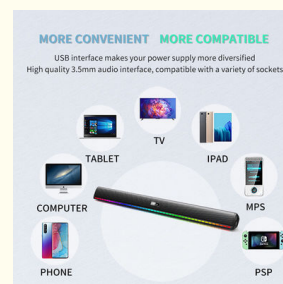 MORE CONVENIENT MORE COMPATIBLE
USB interface makes your power supply more diversified
High quality 3.5mm audio interface, compatible with a variety of sockets
TV
TABLET
IPAD
COMPUTER
MPS
PHONE
PSP